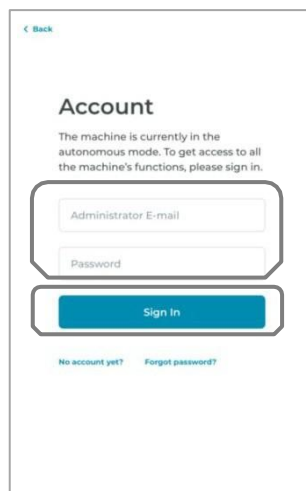 < Back
Account
The machine is currently in the
autonomous mode. To get access to all
the machine's functions, please sign in.
Administrator E-mail
Password
Sign In
No account yet? Forgot password?